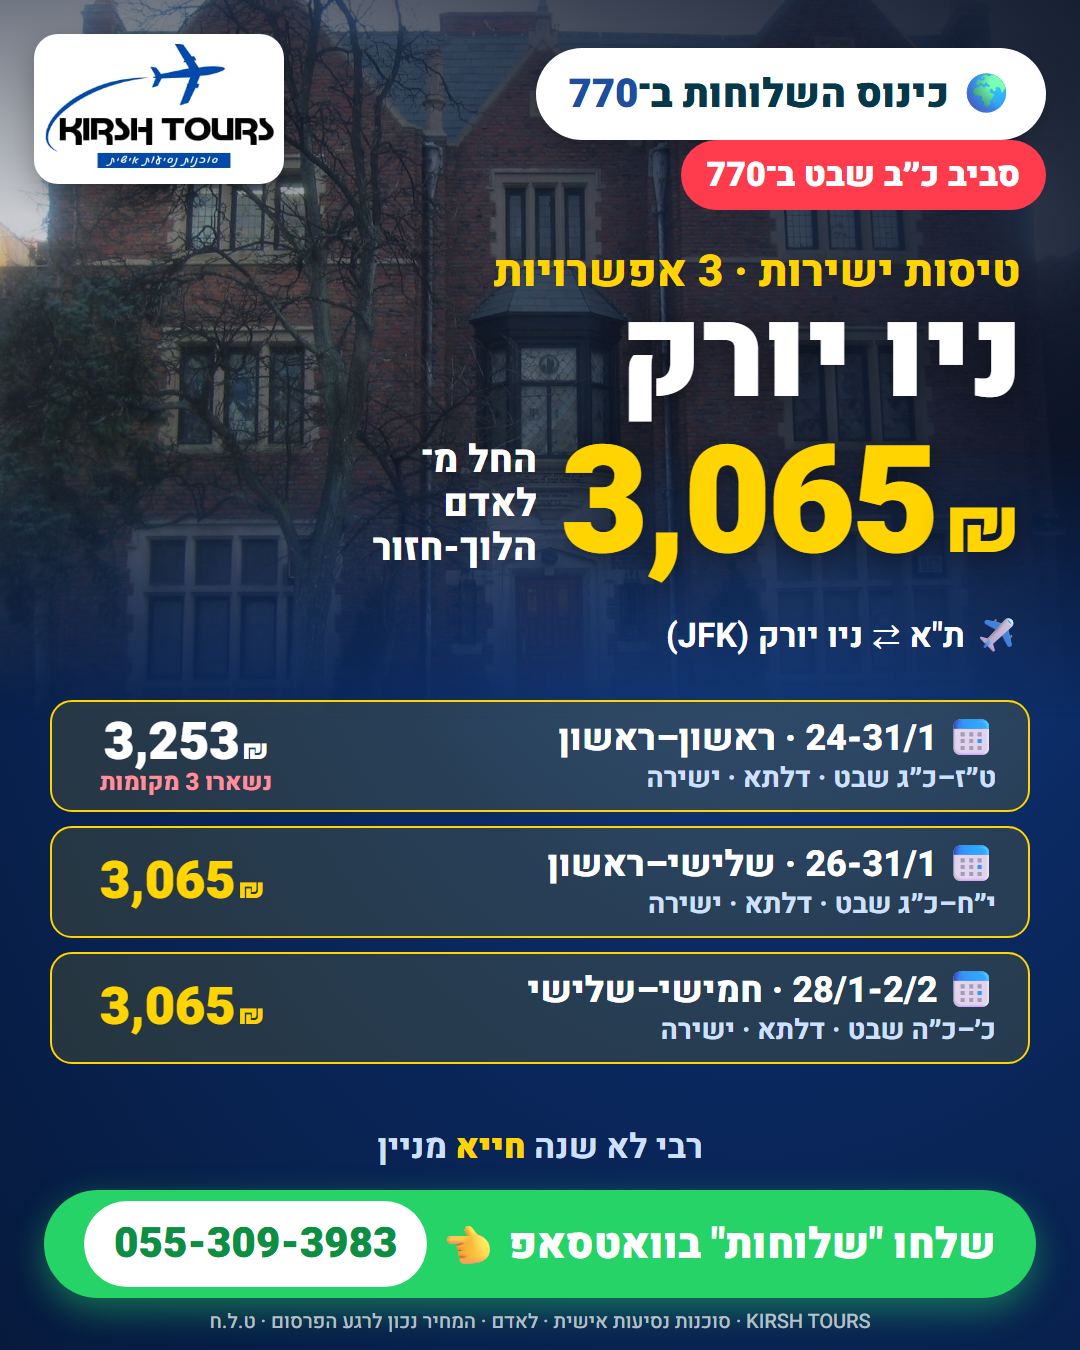 KIRSH TOURS
סוכנות נסיעות אישית
כינוס השלוחות ב־770
סביב כ״ב שבט ב־770
טיסות ישירות · 3 אפשרויות
ניו יורק
₪3,065
החל מ־
לאדם
הלוך-חזור
ת"א ⇄ ניו יורק (JFK)
24-31/1 · ראשון–ראשון
ט״ז–כ״ג שבט · דלתא · ישירה
₪3,253
נשארו 3 מקומות
26-31/1 · שלישי–ראשון
י״ח–כ״ג שבט · דלתא · ישירה
₪3,065
28/1-2/2 · חמישי–שלישי
כ׳–כ״ה שבט · דלתא · ישירה
₪3,065
רבי לא שנה חייא מניין
שלחו "שלוחות" בוואטסאפ 👈 055-309-3983
KIRSH TOURS · סוכנות נסיעות אישית · לאדם · המחיר נכון לרגע הפרסום · ט.ל.ח